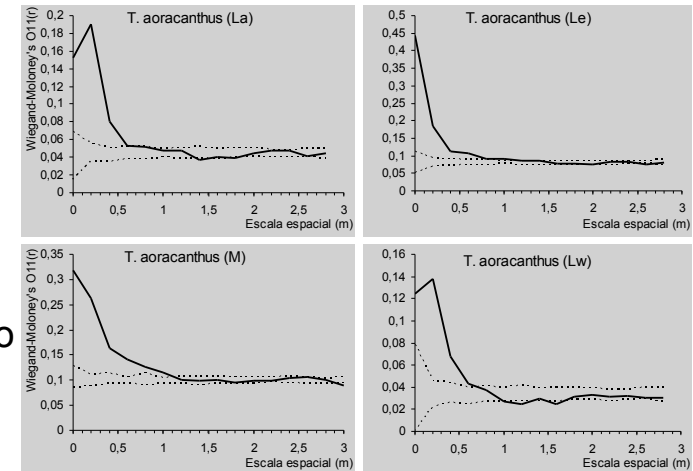 T. aoracanthus (La)
Wiegand-Moloney's O11(r)
0,2
0,18
0,16
0,14
0,12
0,1
0,08
0,06
0,04
0,02
0
0 0,5 1 1,5 2 2,5 3
Escala espacial (m)
T. aoracanthus (Le)
0,5
0,45
0,4
0,35
0,3
0,25
0,2
0,15
0,1
0,05
0
0 0,5 1 1,5 2 2,5 3
Escala espacial (m)
T. aoracanthus (M)
Wiegand-Moloney's O11(r)
0,35
0,3
0,25
0,2
0,15
0,1
0,05
0
0 0,5 1 1,5 2 2,5 3
Escala espacial (m)
T. aoracanthus (Lw)
0,16
0,14
0,12
0,1
0,08
0,06
0,04
0,02
0
0 0,5 1 1,5 2 2,5 3
Escala espacial (m)